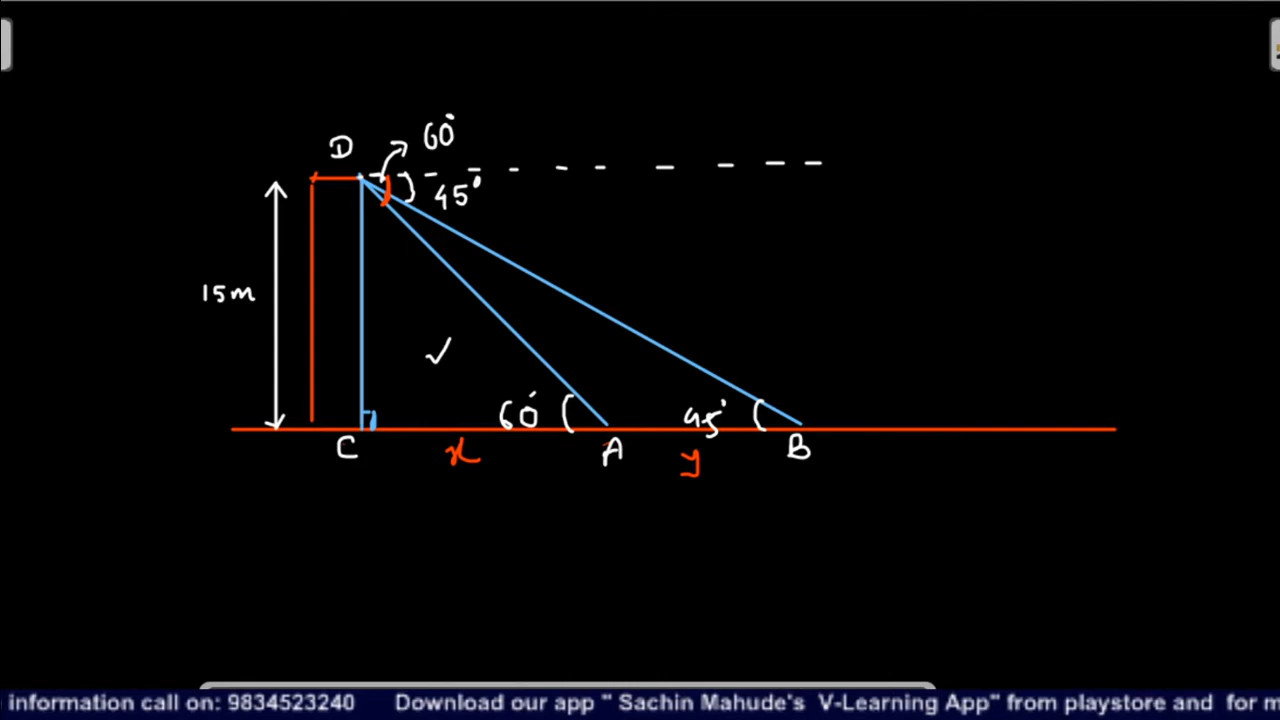 60°
D
45°
15m
✓
60°
45°
C
x
A
y
B
information call on: 9834523240 Download our app " Sachin Mahude's V-Learning App" from playstore and for m